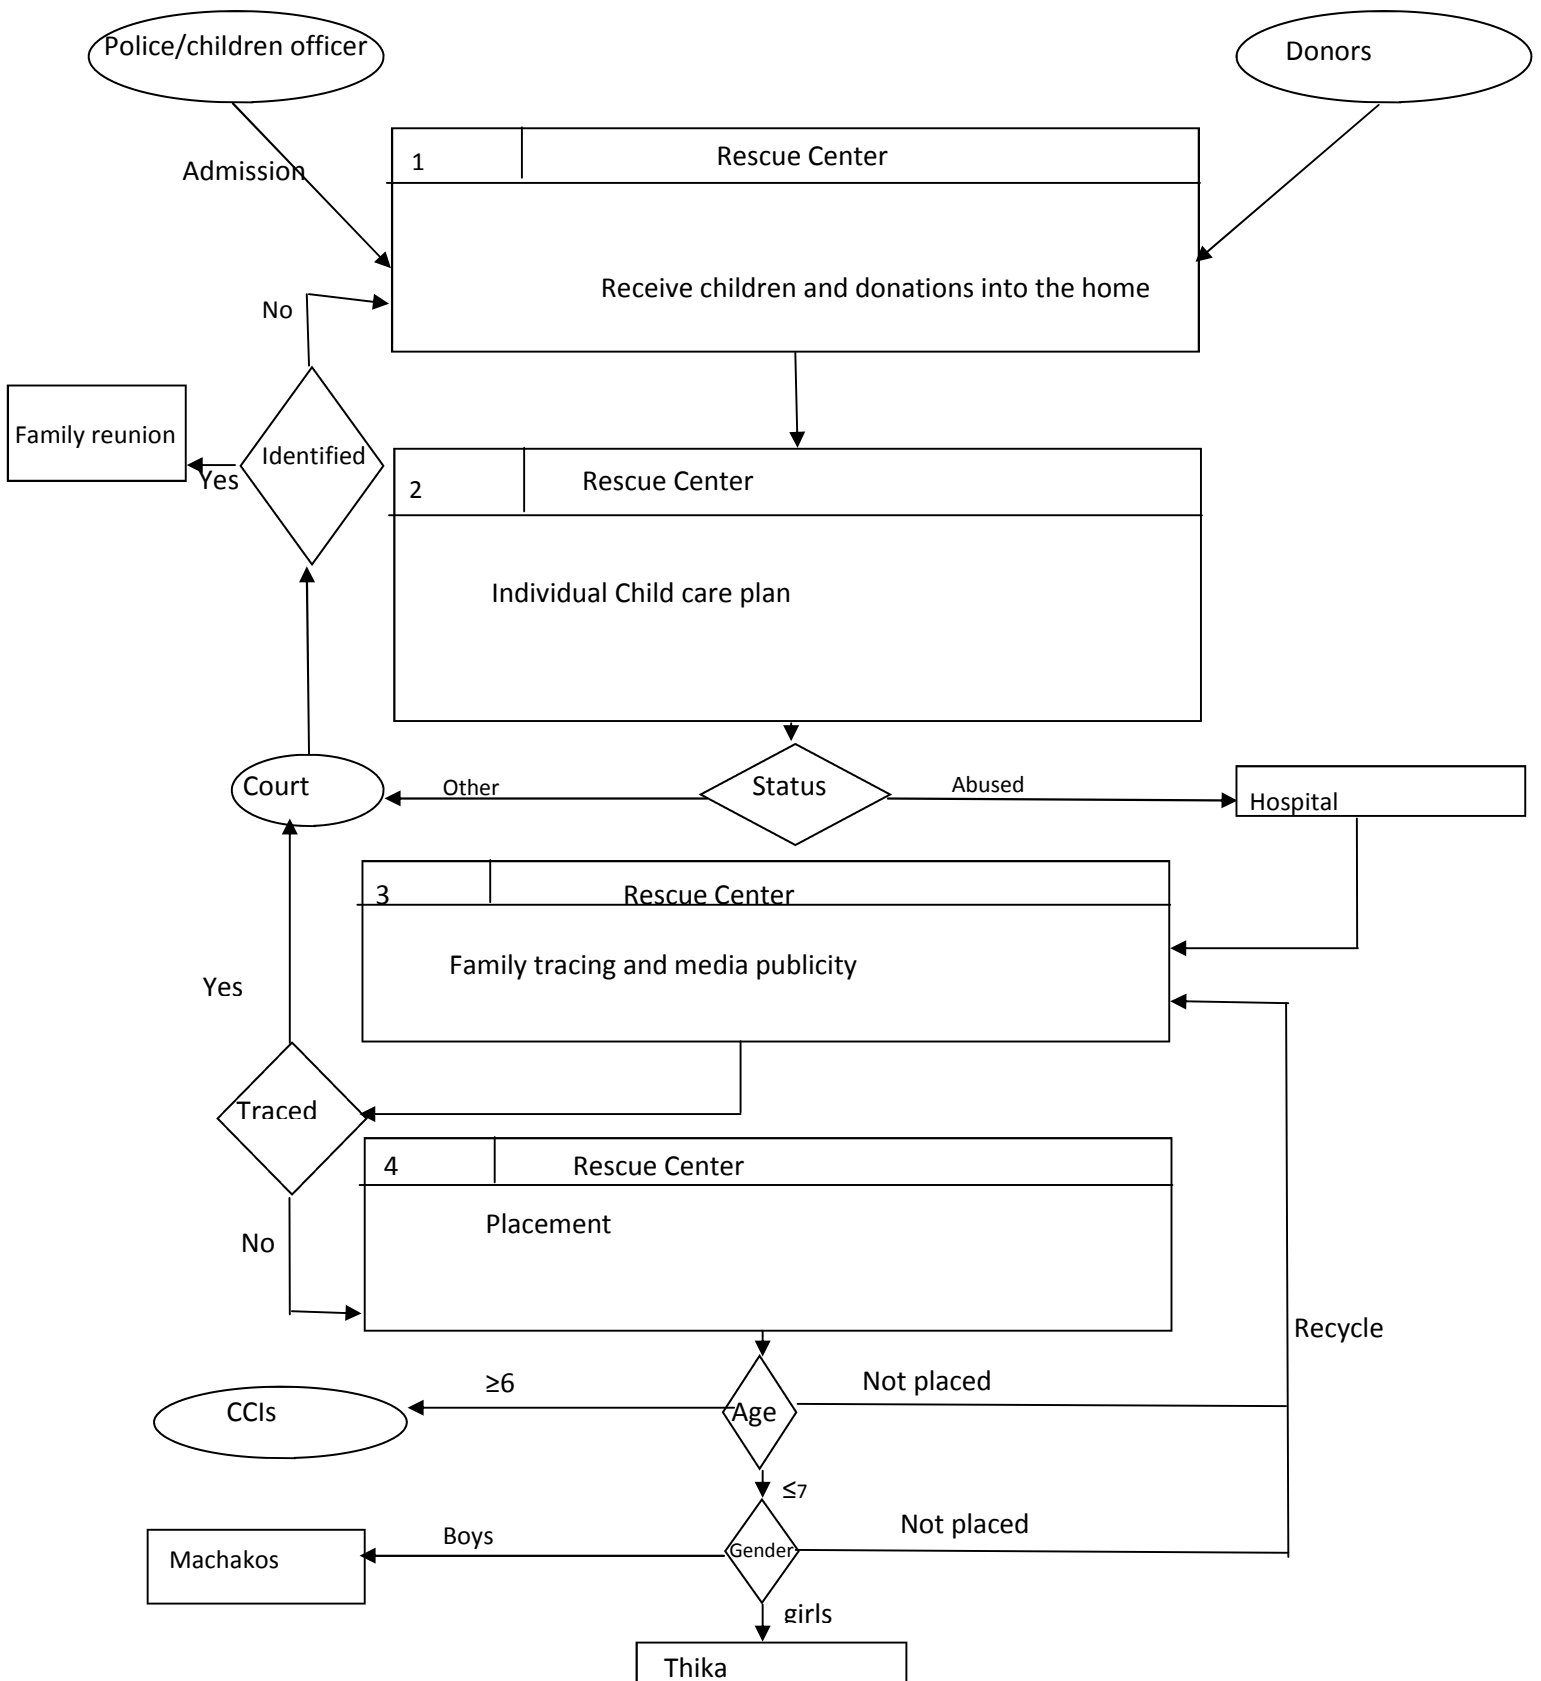 Police/children officer
Donors
Admission
1
Rescue Center
Receive children and donations into the home
No
Family reunion
Yes
Identified
2
Rescue Center
Individual Child care plan
Court
Other
Status
Abused
Hospital
3
Rescue Center
Family tracing and media publicity
Yes
Traced
4
Rescue Center
Placement
No
Recycle
CCIs
≥6
Age
Not placed
≤7
Machakos
Boys
Gender
Not placed
girls
Thika